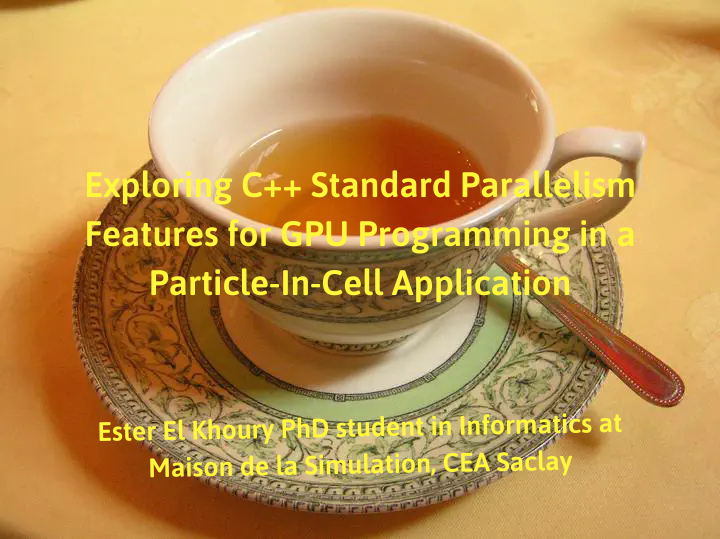 Exploring C++ Standard Parallelism
Features for GPU Programming in a
Particle-In-Cell Application
Ester El Khoury PhD student in Informatics at
Maison de la Simulation, CEA Saclay